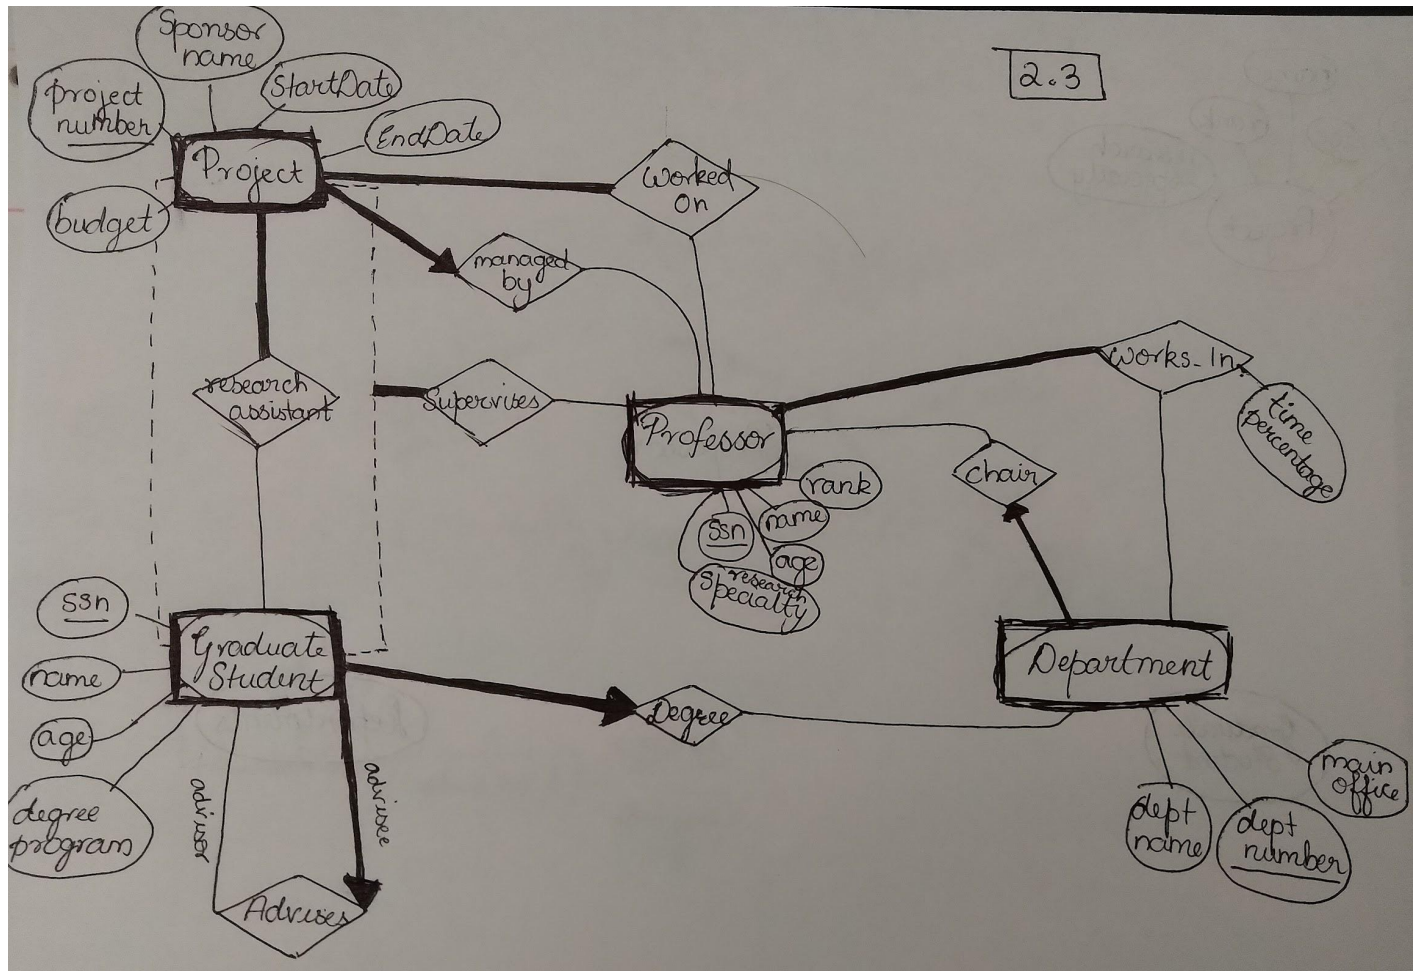 2.3
Sponsor
name
StartDate
project
number
EndDate
Project
budget
Worked
On
managed
by
research
assistant
Supervises
Works_In
time
percentage
Professor
chair
rank
name
ssn
age
research
specialty
ssn
name
age
degree
program
Graduate
Student
Degree
Department
main
office
dept
name
dept
number
advisor
advisee
Advises